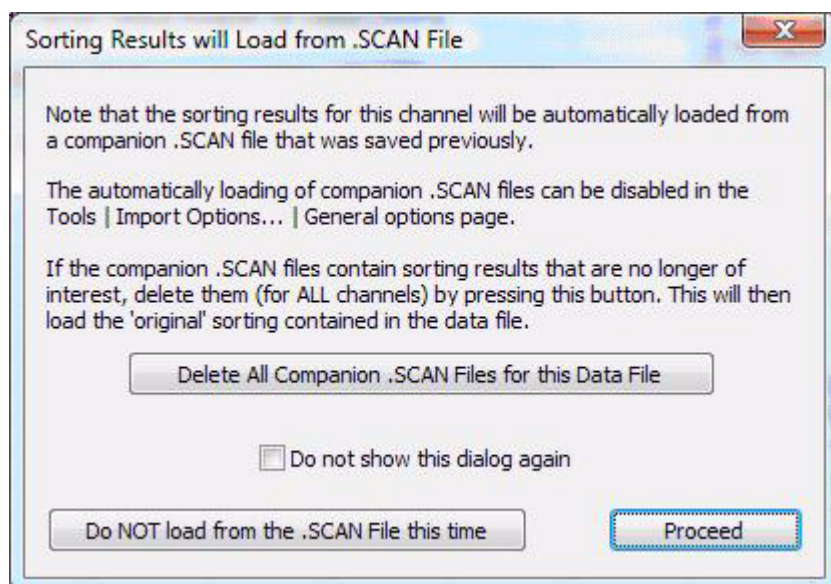 Sorting Results will Load from .SCAN File
Note that the sorting results for this channel will be automatically loaded from
a companion .SCAN file that was saved previously.
The automatically loading of companion .SCAN files can be disabled in the
Tools | Import Options... | General options page.
If the companion .SCAN files contain sorting results that are no longer of
interest, delete them (for ALL channels) by pressing this button. This will then
load the 'original' sorting contained in the data file.
Delete All Companion .SCAN Files for this Data File
Do not show this dialog again
Do NOT load from the .SCAN File this time
Proceed